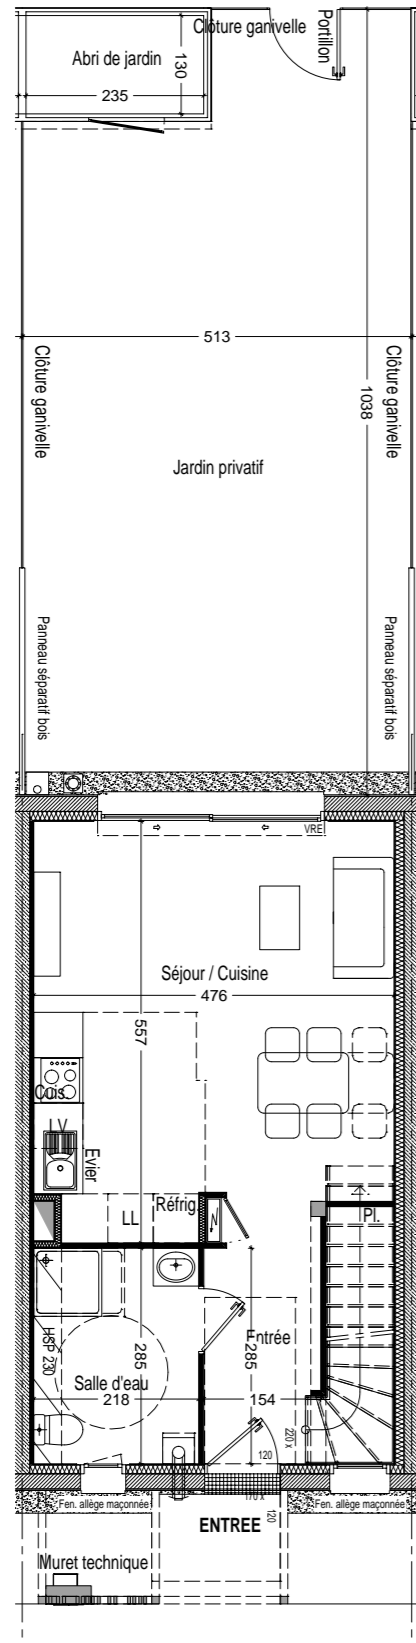 Clôture ganivelle
Portillon
Abri de jardin
130
235
513
Clôture ganivelle
Clôture ganivelle
1038
Jardin privatif
Panneau séparatif bois
Panneau séparatif bois
VRE
Séjour / Cuisine
476
557
Cuis.
LV
Evier
Réfrig.
LL
Pl.
HSP 230
285
Entrée
285
Salle d'eau
218
154
220 x
120
170 x
120
Fen. allège maçonnée
ENTREE
Fen. allège maçonnée
Muret technique